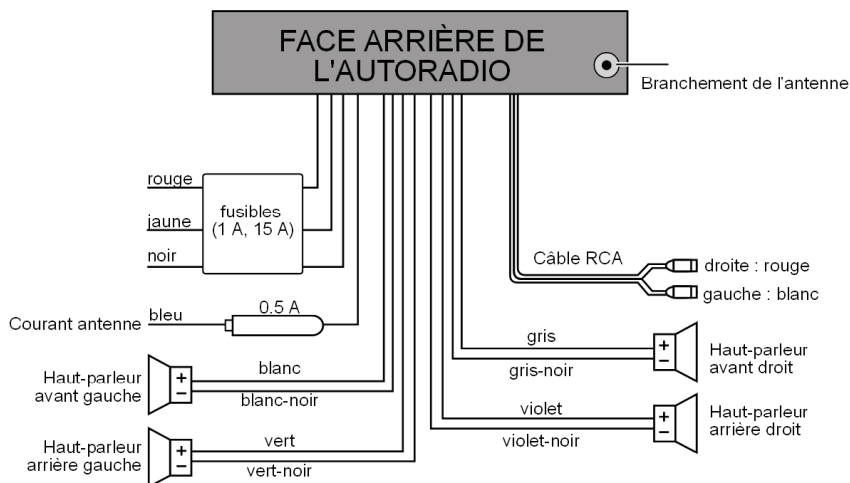 FACE ARRIÈRE DE
L'AUTORADIO
Branchement de l'antenne
rouge
jaune
noir
fusibles
(1 A, 15 A)
Câble RCA
droite : rouge
gauche : blanc
Courant antenne
bleu
0.5 A
gris
gris-noir
Haut-parleur
avant droit
Haut-parleur
avant gauche
+
−
blanc
blanc-noir
+
−
violet
violet-noir
+
−
Haut-parleur
arrière droit
Haut-parleur
arrière gauche
+
−
vert
vert-noir